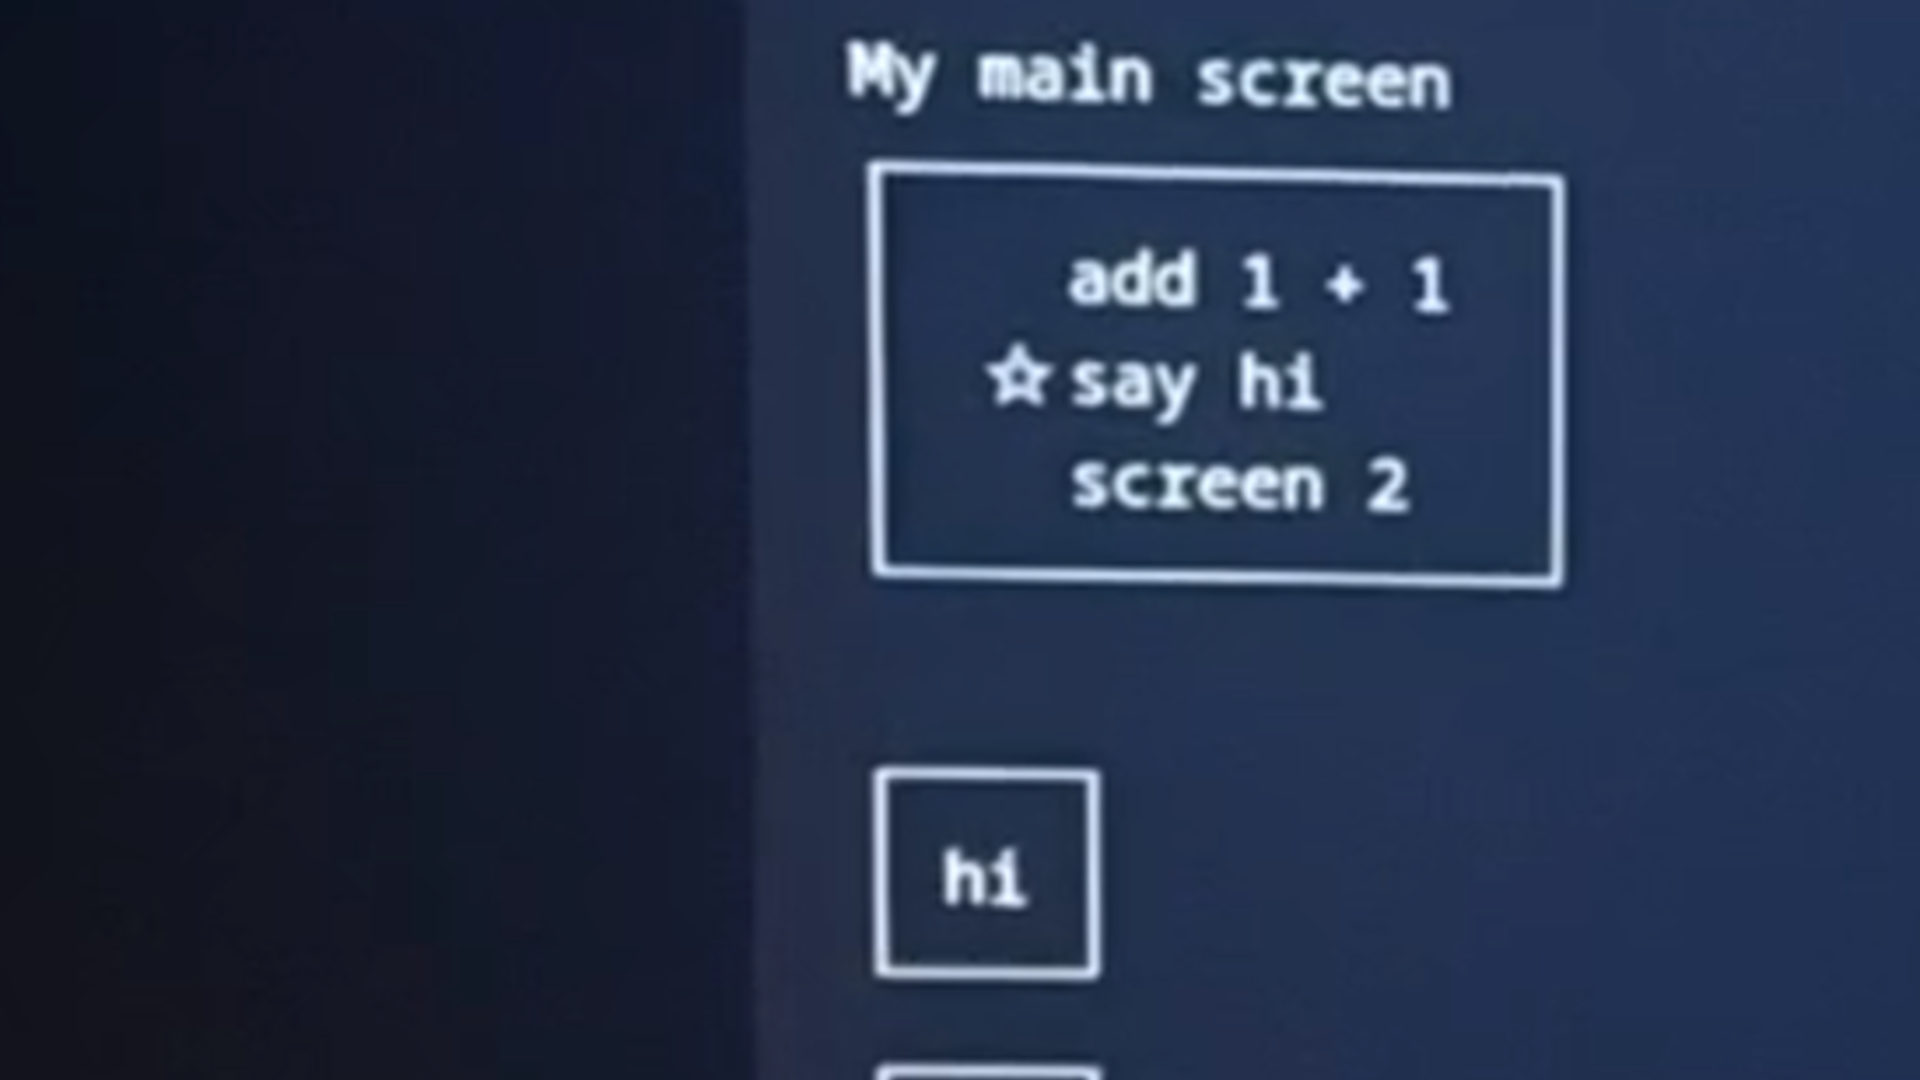 My main screen
add 1 + 1
☆ say hi
screen 2
hi